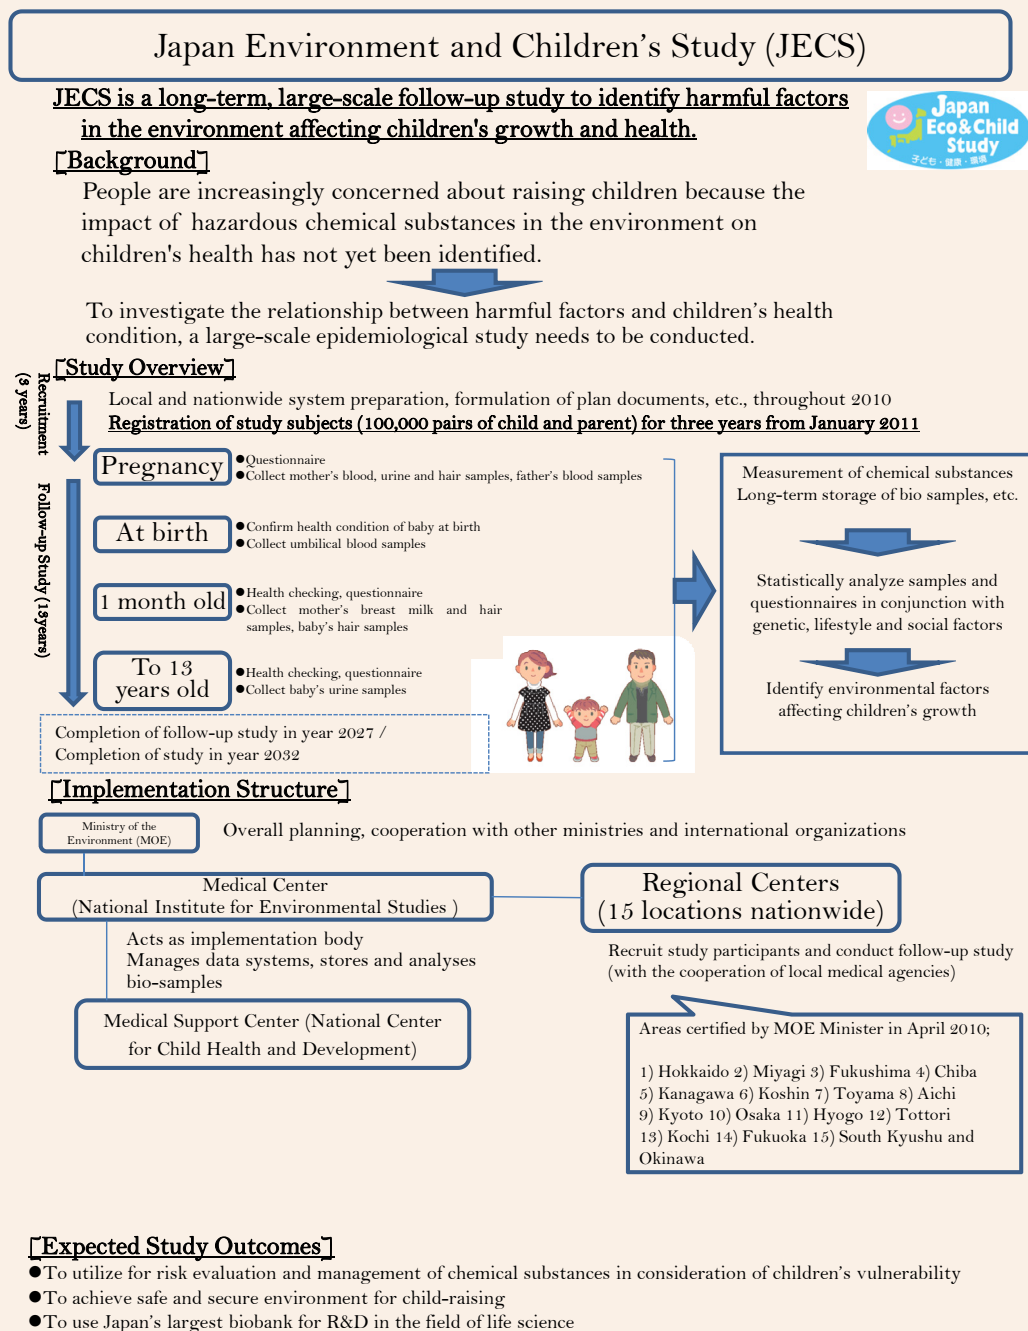 Japan Environment and Children's Study (JECS)
JECS is a long-term, large-scale follow-up study to identify harmful factors
in the environment affecting children's growth and health.
Japan
Eco&Child
Study
子ども・健康・環境
[Background]
People are increasingly concerned about raising children because the
impact of hazardous chemical substances in the environment on
children's health has not yet been identified.
To investigate the relationship between harmful factors and children's health
condition, a large-scale epidemiological study needs to be conducted.
[Study Overview]
Recruitment
(3 years)
Local and nationwide system preparation, formulation of plan documents, etc., throughout 2010
Registration of study subjects (100,000 pairs of child and parent) for three years from January 2011
Follow-up Study (13years)
Pregnancy
●Questionnaire
●Collect mother's blood, urine and hair samples, father's blood samples
At birth
●Confirm health condition of baby at birth
●Collect umbilical blood samples
1 month old
●Health checking, questionnaire
●Collect mother's breast milk and hair
samples, baby's hair samples
To 13
years old
●Health checking, questionnaire
●Collect baby's urine samples
Completion of follow-up study in year 2027 /
Completion of study in year 2032
Measurement of chemical substances
Long-term storage of bio samples, etc.
Statistically analyze samples and
questionnaires in conjunction with
genetic, lifestyle and social factors
Identify environmental factors
affecting children's growth
[Implementation Structure]
Ministry of the
Environment (MOE)
Overall planning, cooperation with other ministries and international organizations
Medical Center
(National Institute for Environmental Studies )
Acts as implementation body
Manages data systems, stores and analyses
bio-samples
Medical Support Center (National Center
for Child Health and Development)
Regional Centers
(15 locations nationwide)
Recruit study participants and conduct follow-up study
(with the cooperation of local medical agencies)
Areas certified by MOE Minister in April 2010;
1) Hokkaido 2) Miyagi 3) Fukushima 4) Chiba
5) Kanagawa 6) Koshin 7) Toyama 8) Aichi
9) Kyoto 10) Osaka 11) Hyogo 12) Tottori
13) Kochi 14) Fukuoka 15) South Kyushu and
Okinawa
[Expected Study Outcomes]
●To utilize for risk evaluation and management of chemical substances in consideration of children's vulnerability
●To achieve safe and secure environment for child-raising
●To use Japan's largest biobank for R&D in the field of life science